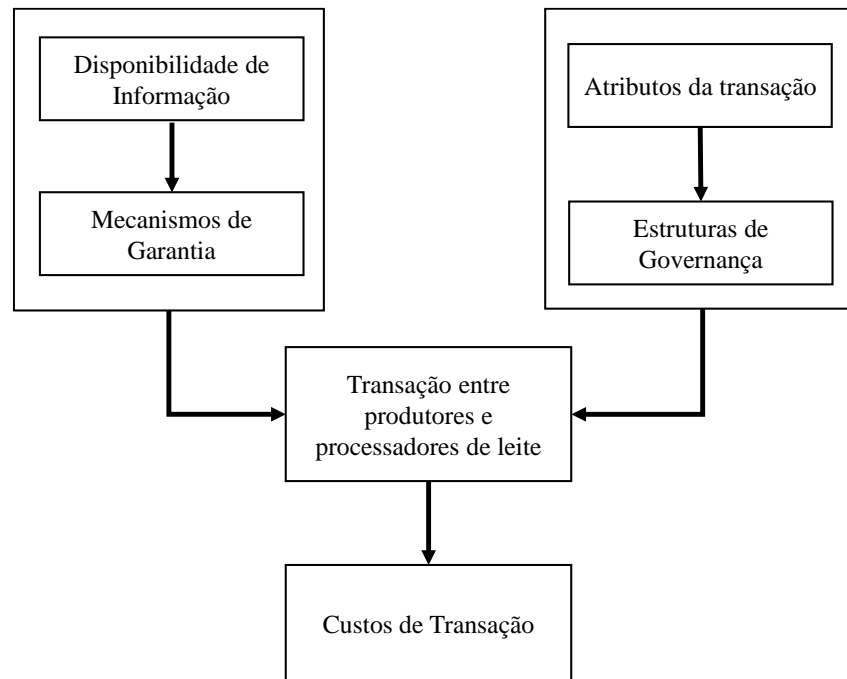 Disponibilidade de
Informação
Mecanismos de
Garantia
Atributos da transação
Estruturas de
Governança
Transação entre
produtores e
processadores de leite
Custos de Transação